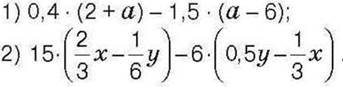 1) 0,4 · (2 + a) – 1,5 · (a – 6);
2) 15·(2/3 x – 1/6 y) – 6·(0,5y – 1/3 x).